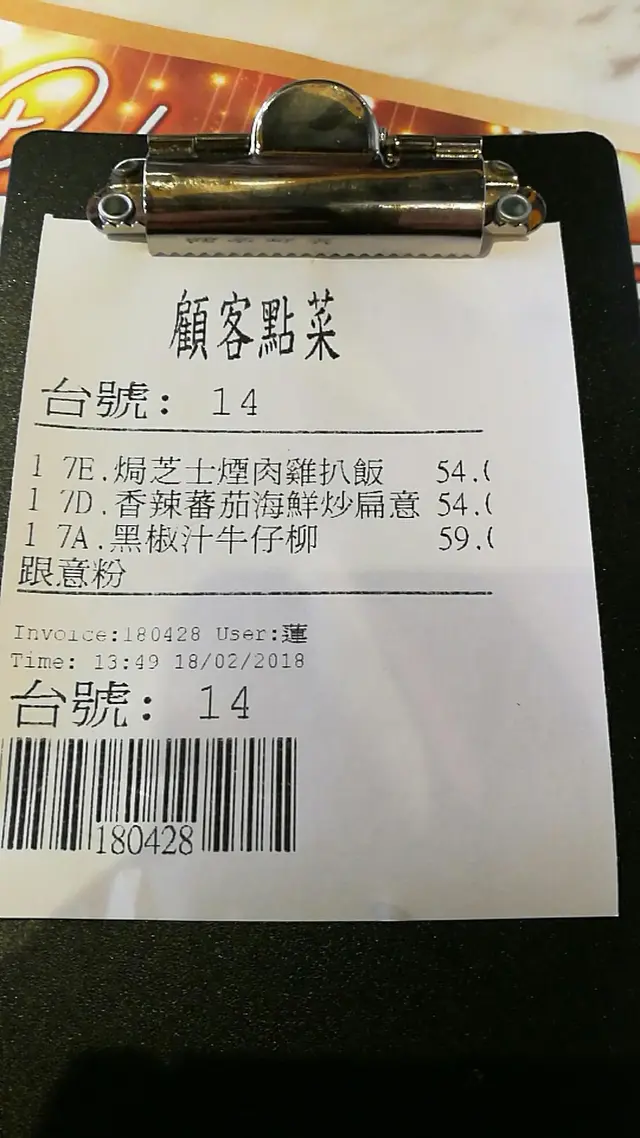 顧客點菜
台號: 14
1 7E.焗芝士煙肉雞扒飯 54.(
1 7D.香辣蕃茄海鮮炒扁意 54.(
1 7A.黑椒汁牛仔柳 59.(
跟意粉
Invoice:180428 User:蓮
Time: 13:49 18/02/2018
台號: 14
180428